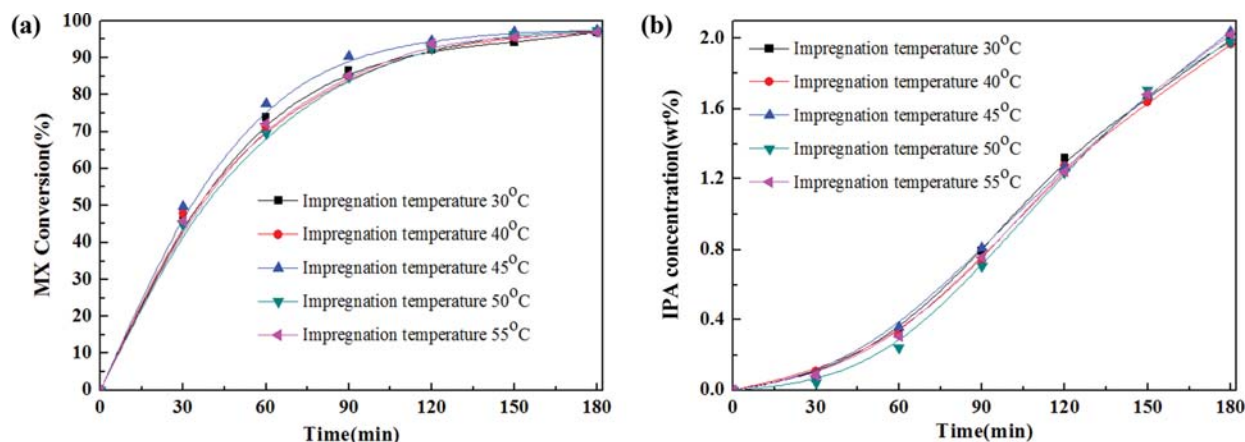 (a)
100
90
80
70
60
50
40
30
20
10
0
MX Conversion(%)
Impregnation temperature 30°C
Impregnation temperature 40°C
Impregnation temperature 45°C
Impregnation temperature 50°C
Impregnation temperature 55°C
0 30 60 90 120 150 180
Time(min)
(b)
2.0
1.6
1.2
0.8
0.4
0.0
IPA concentration(wt%)
Impregnation temperature 30°C
Impregnation temperature 40°C
Impregnation temperature 45°C
Impregnation temperature 50°C
Impregnation temperature 55°C
0 30 60 90 120 150 180
Time(min)